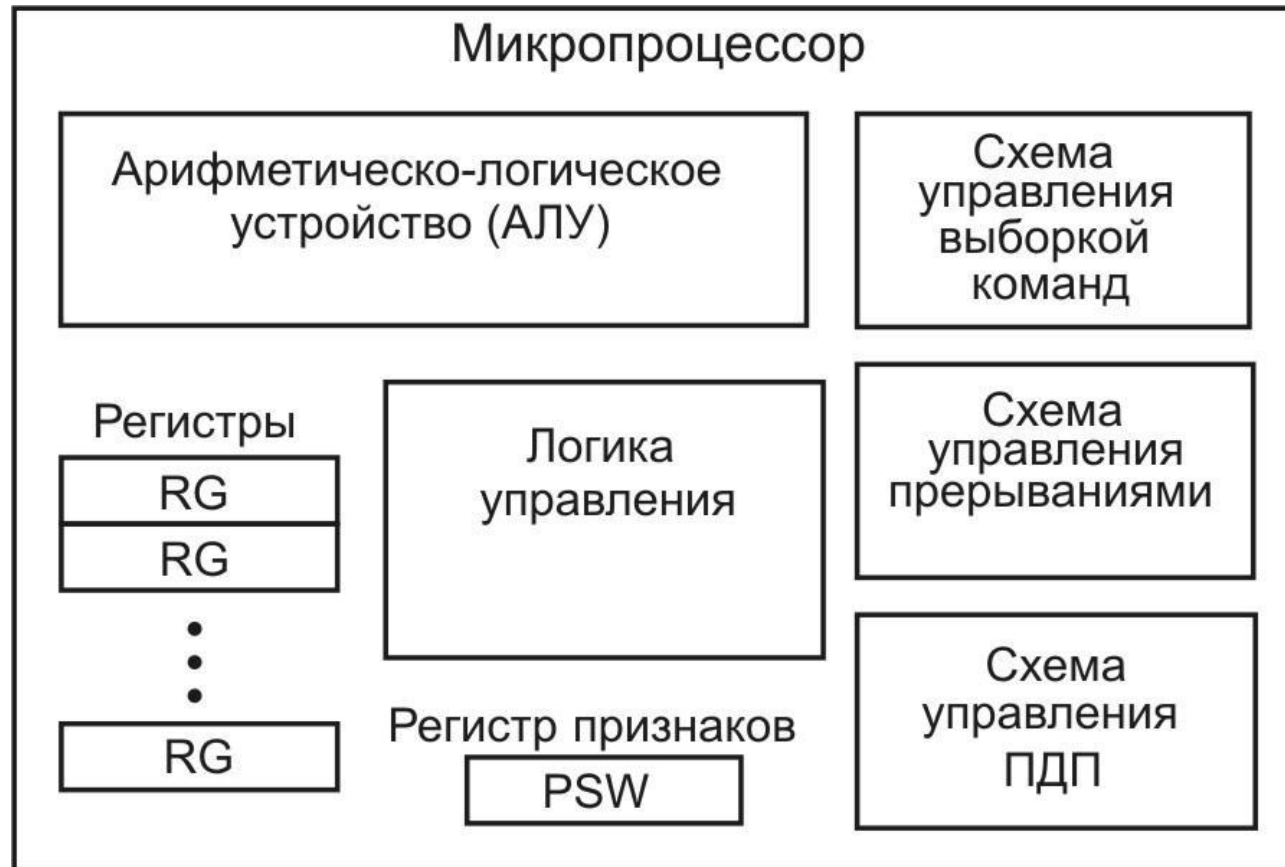 Микропроцессор
Арифметическо-логическое
устройство (АЛУ)
Схема
управления
выборкой
команд
Регистры
RG
RG
RG
Логика
управления
Схема
управления
прерываниями
Регистр признаков
PSW
Схема
управления
ПДП